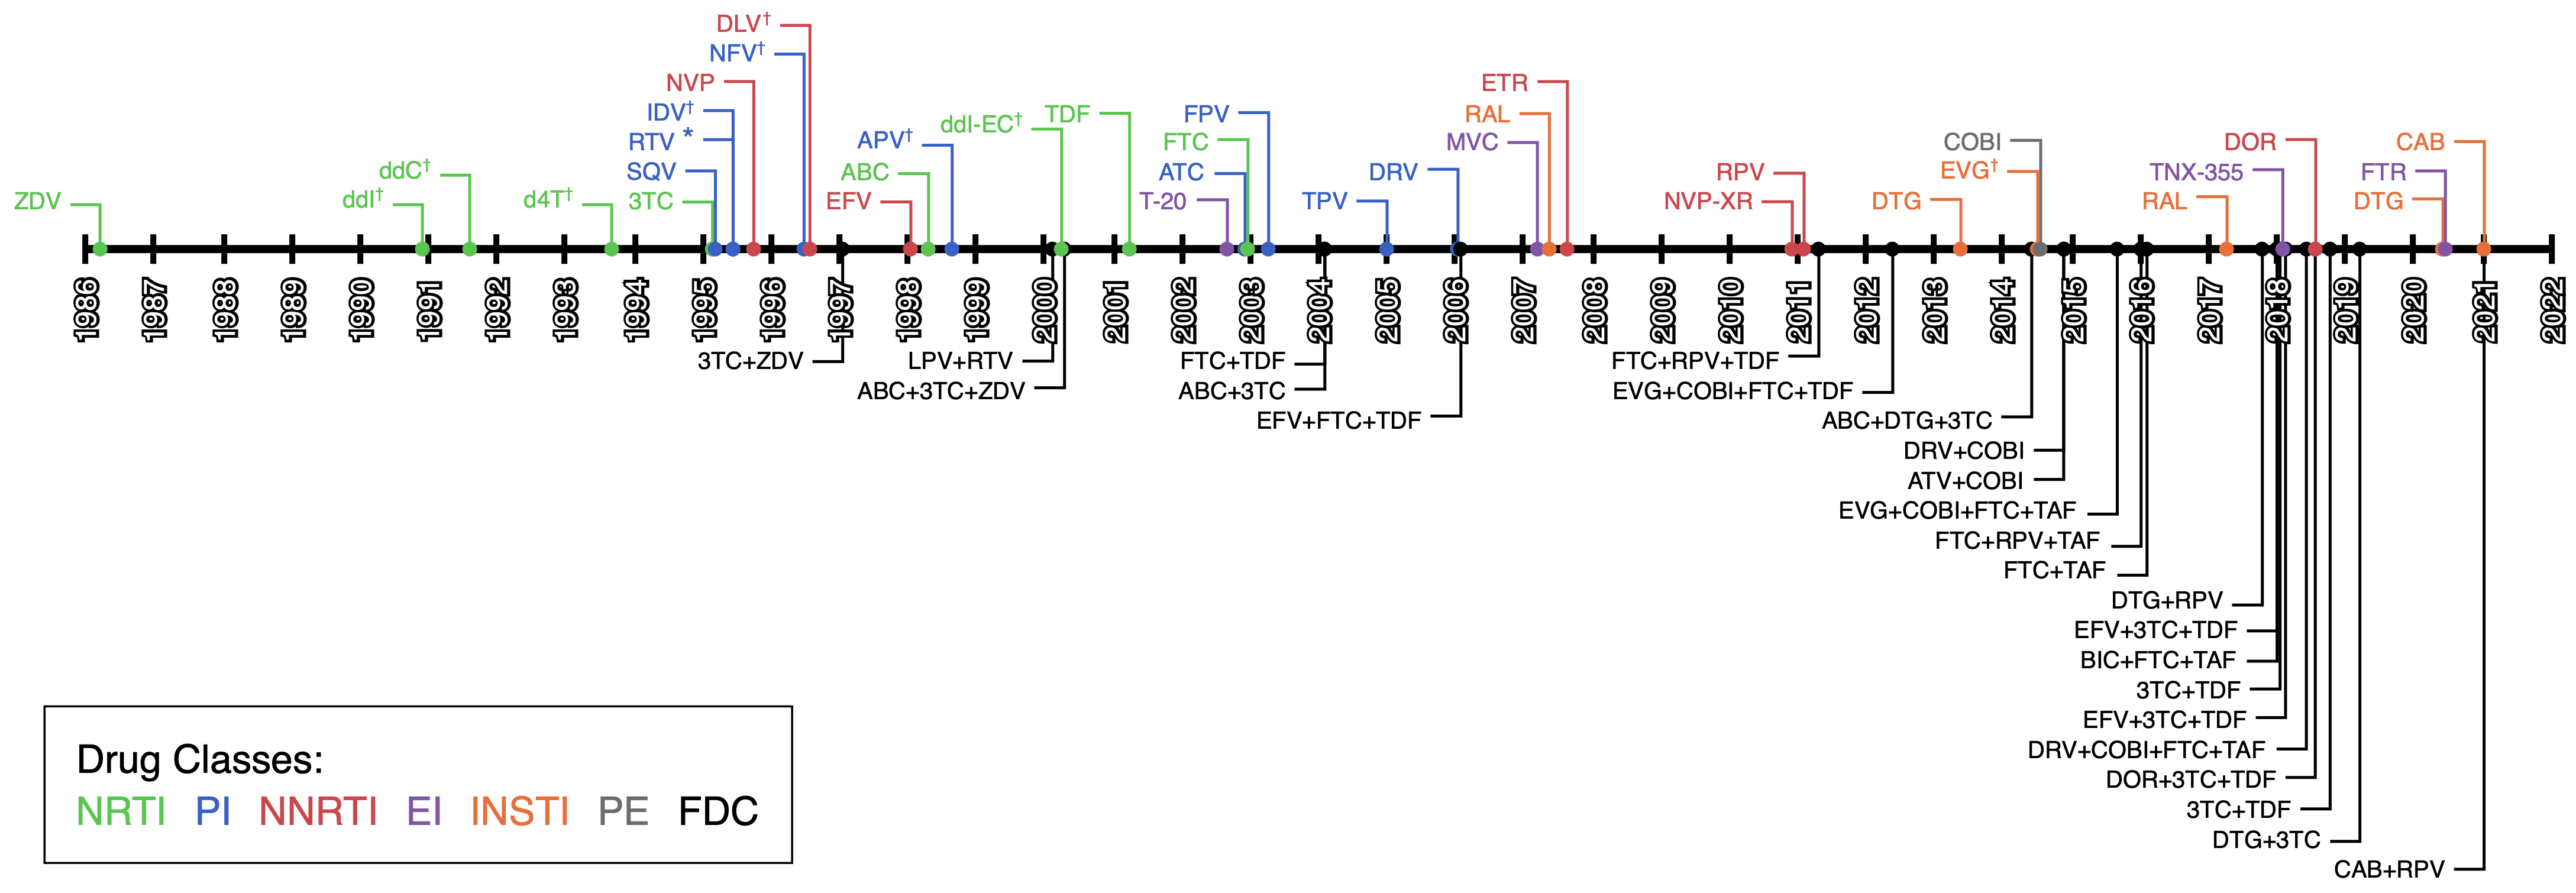 DLV†
NFV†
NVP
ETR
IDV†
ddI-EC†
TDF
FPV
RAL
RTV *
APV†
FTC
MVC
COBI
DOR
CAB
ddC†
SQV
ABC
ATC
DRV
RPV
EVG†
TNX-355
FTR
ZDV
ddI†
d4T†
3TC
EFV
T-20
TPV
NVP-XR
DTG
RAL
DTG
1986 1987 1988 1989 1990 1991 1992 1993 1994 1995 1996 1997 1998 1999 2000 2001 2002 2003 2004 2005 2006 2007 2008 2009 2010 2011 2012 2013 2014 2015 2016 2017 2018 2019 2020 2021 2022
3TC+ZDV
LPV+RTV
ABC+3TC+ZDV
FTC+TDF
ABC+3TC
EFV+FTC+TDF
FTC+RPV+TDF
EVG+COBI+FTC+TDF
ABC+DTG+3TC
DRV+COBI
ATV+COBI
EVG+COBI+FTC+TAF
FTC+RPV+TAF
FTC+TAF
DTG+RPV
EFV+3TC+TDF
BIC+FTC+TAF
3TC+TDF
EFV+3TC+TDF
DRV+COBI+FTC+TAF
DOR+3TC+TDF
3TC+TDF
DTG+3TC
CAB+RPV
Drug Classes:
NRTI PI NNRTI EI INSTI PE FDC